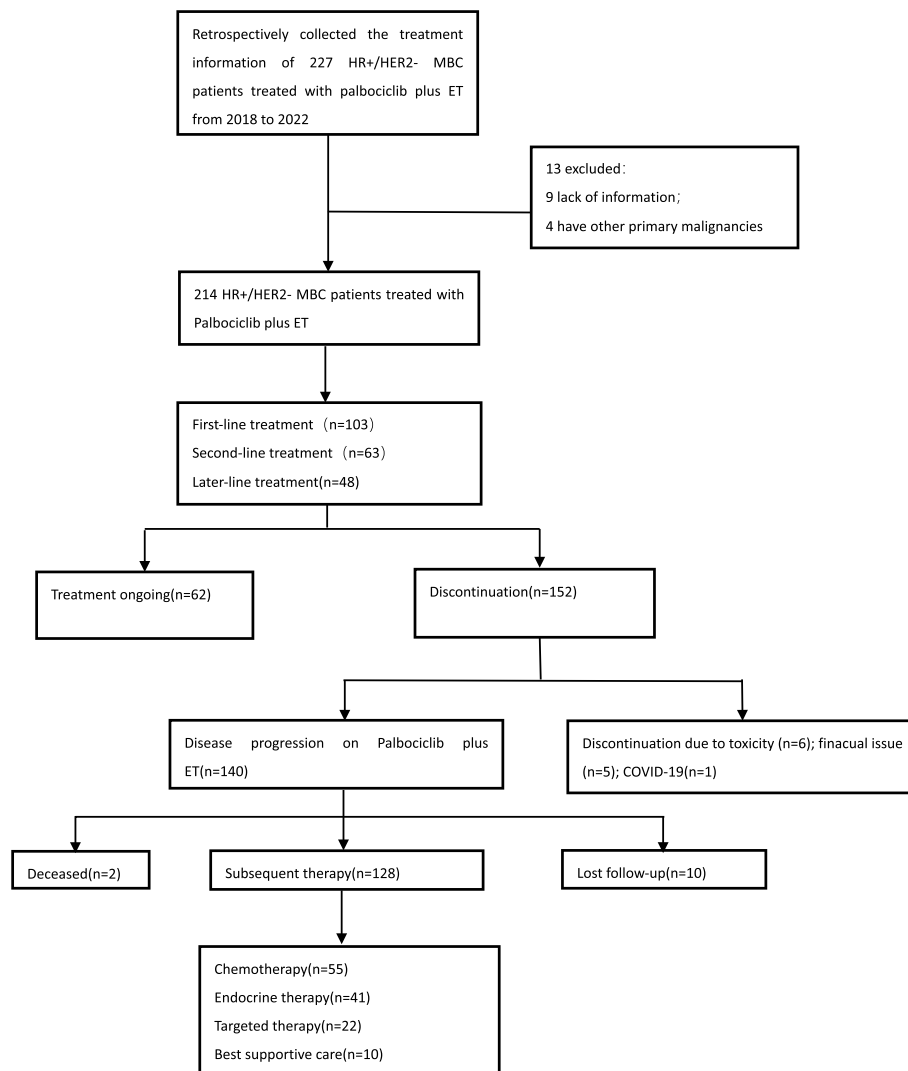 Retrospectively collected the treatment
information of 227 HR+/HER2- MBC
patients treated with palbociclib plus ET
from 2018 to 2022
13 excluded：
9 lack of information；
4 have other primary malignancies
214 HR+/HER2- MBC patients treated with
Palbociclib plus ET
First-line treatment（n=103）
Second-line treatment（n=63）
Later-line treatment(n=48)
Treatment ongoing(n=62)
Discontinuation(n=152)
Disease progression on Palbociclib plus
ET(n=140)
Discontinuation due to toxicity (n=6); finacual issue
(n=5); COVID-19(n=1)
Deceased(n=2)
Subsequent therapy(n=128)
Lost follow-up(n=10)
Chemotherapy(n=55)
Endocrine therapy(n=41)
Targeted therapy(n=22)
Best supportive care(n=10)